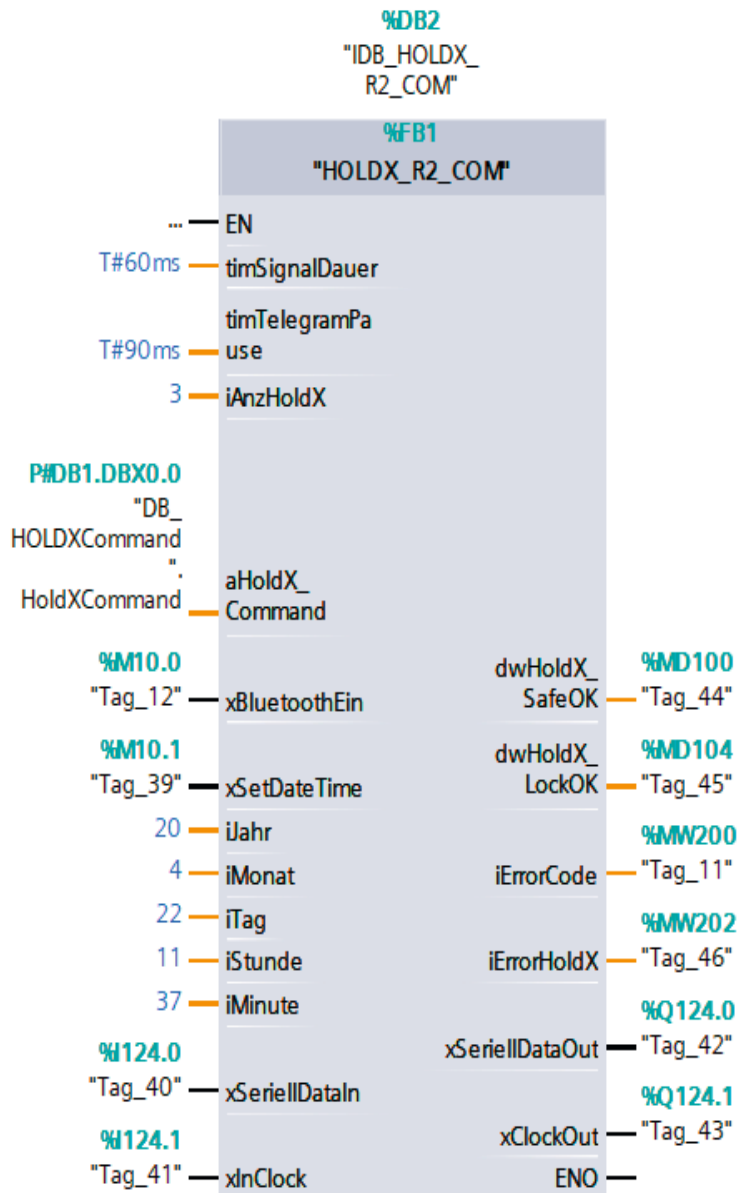 %DB2
"IDB_HOLDX_
R2_COM"
%FB1
"HOLDX_R2_COM"
... EN
T#60ms timSignalDauer
timTelegramPa
T#90ms use
3 iAnzHoldX
P#DB1.DBX0.0
"DB_
HOLDXCommand
".
aHoldX_
HoldXCommand Command
%M10.0 dwHoldX_ %MD100
"Tag_12" xBluetoothEin SafeOK "Tag_44"
%M10.1 dwHoldX_ %MD104
"Tag_39" xSetDateTime LockOK "Tag_45"
20 iJahr
%MW200
4 iMonat iErrorCode "Tag_11"
22 iTag
%MW202
11 iStunde iErrorHoldX "Tag_46"
37 iMinute
%Q124.0
%I124.0 xSeriellDataOut "Tag_42"
"Tag_40" xSeriellDataIn
%Q124.1
%I124.1 xClockOut "Tag_43"
"Tag_41" xInClock ENO